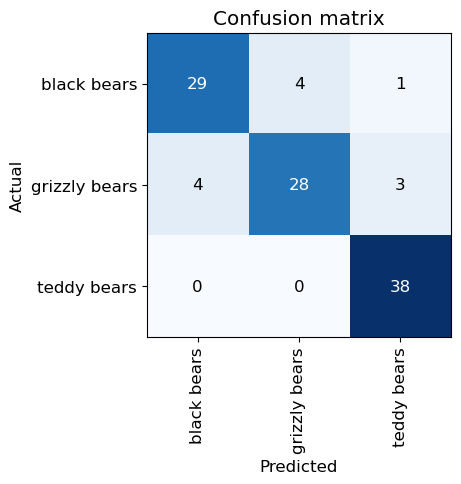 Confusion matrix
Actual
black bears 29 4 1
grizzly bears 4 28 3
teddy bears 0 0 38
black bears
grizzly bears
teddy bears
Predicted